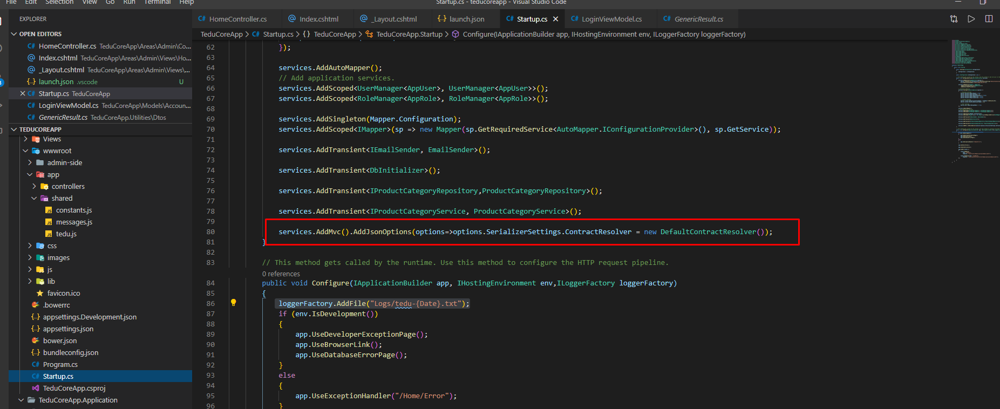 File Edit Selection View Go Run Terminal Help
Startup.cs - teducoreapp - Visual Studio Code
EXPLORER
OPEN EDITORS
C# HomeController.cs TeduCoreApp\Areas\Admin\Co...
@ Index.cshtml TeduCoreApp\Areas\Admin\Views\Ho...
@ _Layout.cshtml TeduCoreApp\Areas\Admin\Views\...
{..} launch.json .vscode U
C# Startup.cs TeduCoreApp
C# LoginViewModel.cs TeduCoreApp\Models\Accoun...
C# GenericResult.cs TeduCoreApp.Utilities\Dtos
TEDUCOREAPP
Views
wwwroot
admin-side
app
controllers
shared
JS constants.js
JS messages.js
JS tedu.js
css
images
js
lib
favicon.ico
.bowerrc
{..} appsettings.Development.json
{..} appsettings.json
bower.json
{..} bundleconfig.json
C# Program.cs
C# Startup.cs
TeduCoreApp.csproj
TeduCoreApp.Application
C# HomeController.cs
@ Index.cshtml
@ _Layout.cshtml
{..} launch.json
C# Startup.cs
C# LoginViewModel.cs
C# GenericResult.cs
TeduCoreApp > C# Startup.cs > {} TeduCoreApp > TeduCoreApp.Startup > Configure(IApplicationBuilder app, IHostingEnvironment env, ILoggerFactory loggerFactory)
62 });
63
64 services.AddAutoMapper();
65 // Add application services.
66 services.AddScoped<UserManager<AppUser>, UserManager<AppUser>>();
67 services.AddScoped<RoleManager<AppRole>, RoleManager<AppRole>>();
68
69 services.AddSingleton(Mapper.Configuration);
70 services.AddScoped<IMapper>(sp => new Mapper(sp.GetRequiredService<AutoMapper.IConfigurationProvider>(), sp.GetService));
71
72 services.AddTransient<IEmailSender, EmailSender>();
73
74 services.AddTransient<DbInitializer>();
75
76 services.AddTransient<IProductCategoryRepository,ProductCategoryRepository>();
77
78 services.AddTransient<IProductCategoryService, ProductCategoryService>();
79
80 services.AddMvc().AddJsonOptions(options=>options.SerializerSettings.ContractResolver = new DefaultContractResolver());
81 }
82
83 // This method gets called by the runtime. Use this method to configure the HTTP request pipeline.
0 references
84 public void Configure(IApplicationBuilder app, IHostingEnvironment env,ILoggerFactory loggerFactory)
85 {
86 loggerFactory.AddFile("Logs/tedu-{Date}.txt");
87 if (env.IsDevelopment())
88 {
89 app.UseDeveloperExceptionPage();
90 app.UseBrowserLink();
91 app.UseDatabaseErrorPage();
92 }
93 else
94 {
95 app.UseExceptionHandler("/Home/Error");
96 }